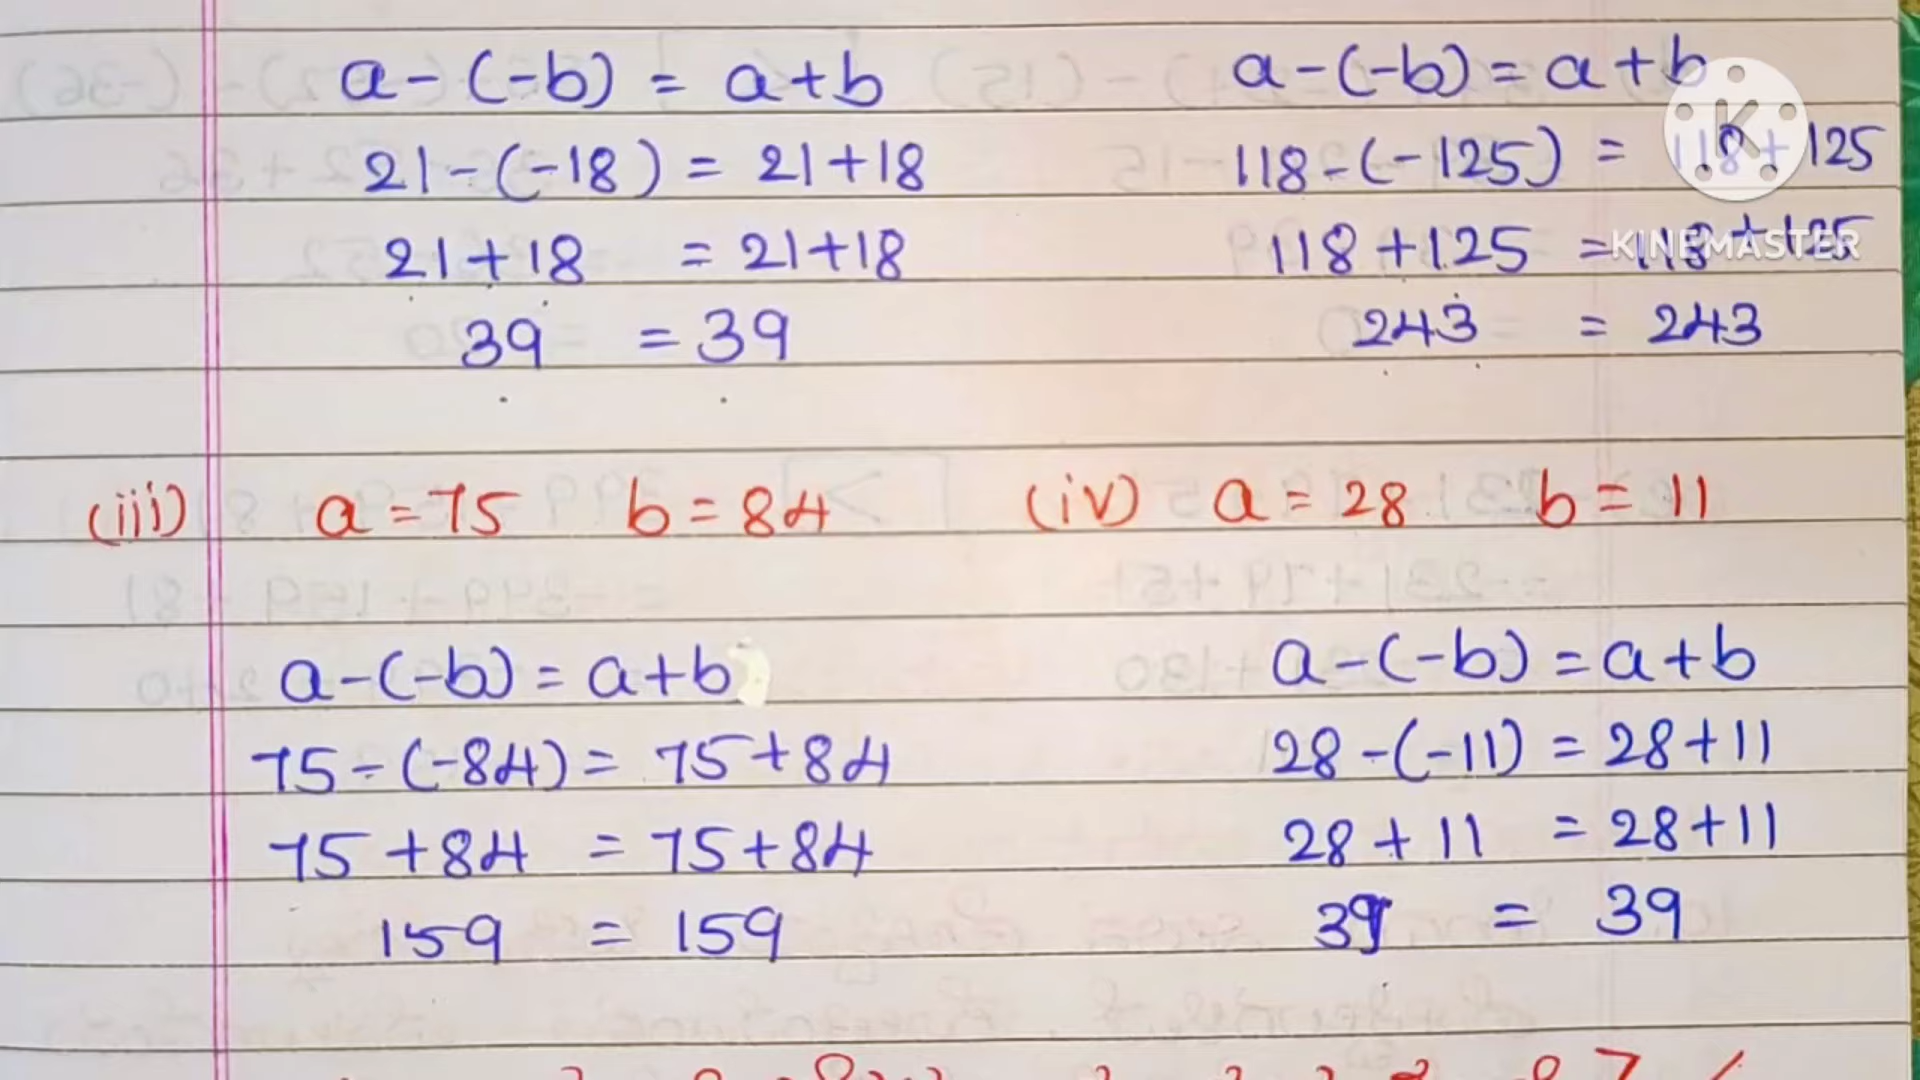 a-(-b) = a+b
21-(-18) = 21+18
21+18 = 21+18
39 = 39
a-(-b) = a+b
118-(-125) = 118+125
118+125 = 118+125
243 = 243
KINEMASTER
(iii) a=75 b=84
a-(-b) = a+b
75-(-84) = 75+84
75+84 = 75+84
159 = 159
(iv) a=28 b=11
a-(-b) = a+b
28-(-11) = 28+11
28+11 = 28+11
39 = 39